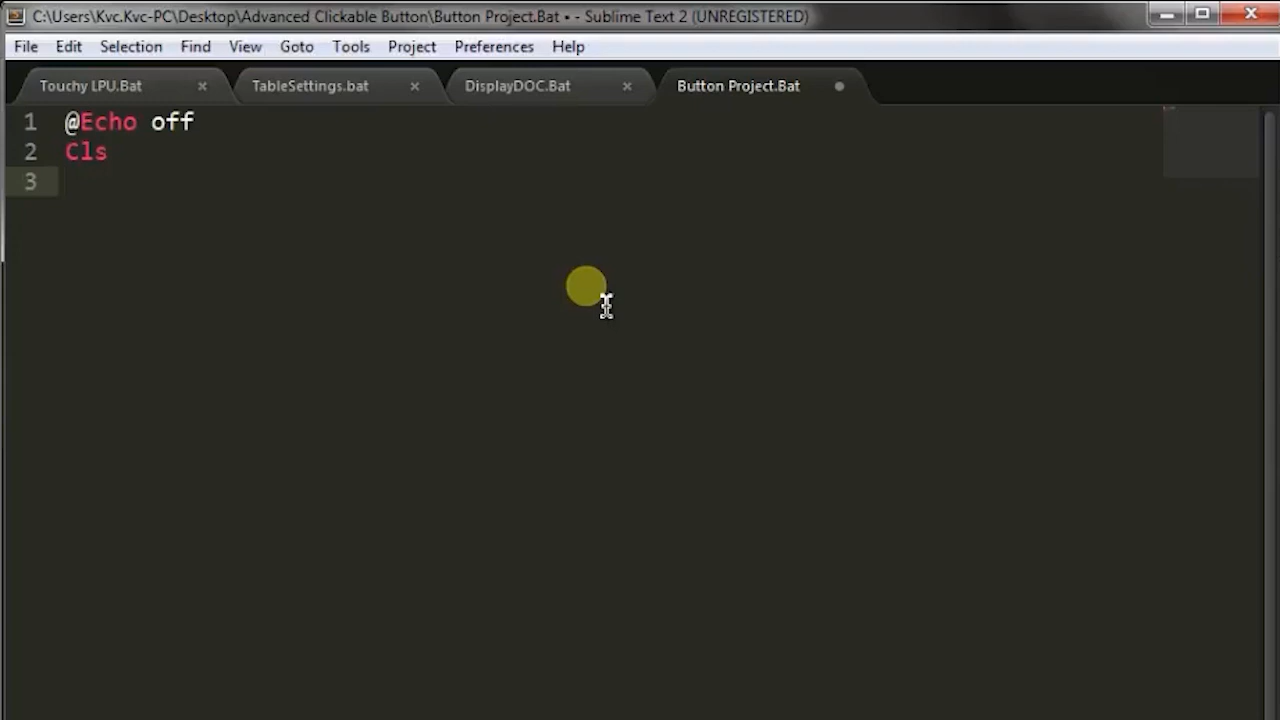 C:\Users\Kvc.Kvc-PC\Desktop\Advanced Clickable Button\Button Project.Bat • - Sublime Text 2 (UNREGISTERED)
File Edit Selection Find View Goto Tools Project Preferences Help
Touchy LPU.Bat TableSettings.bat DisplayDOC.Bat Button Project.Bat
1 @Echo off
2 Cls
3